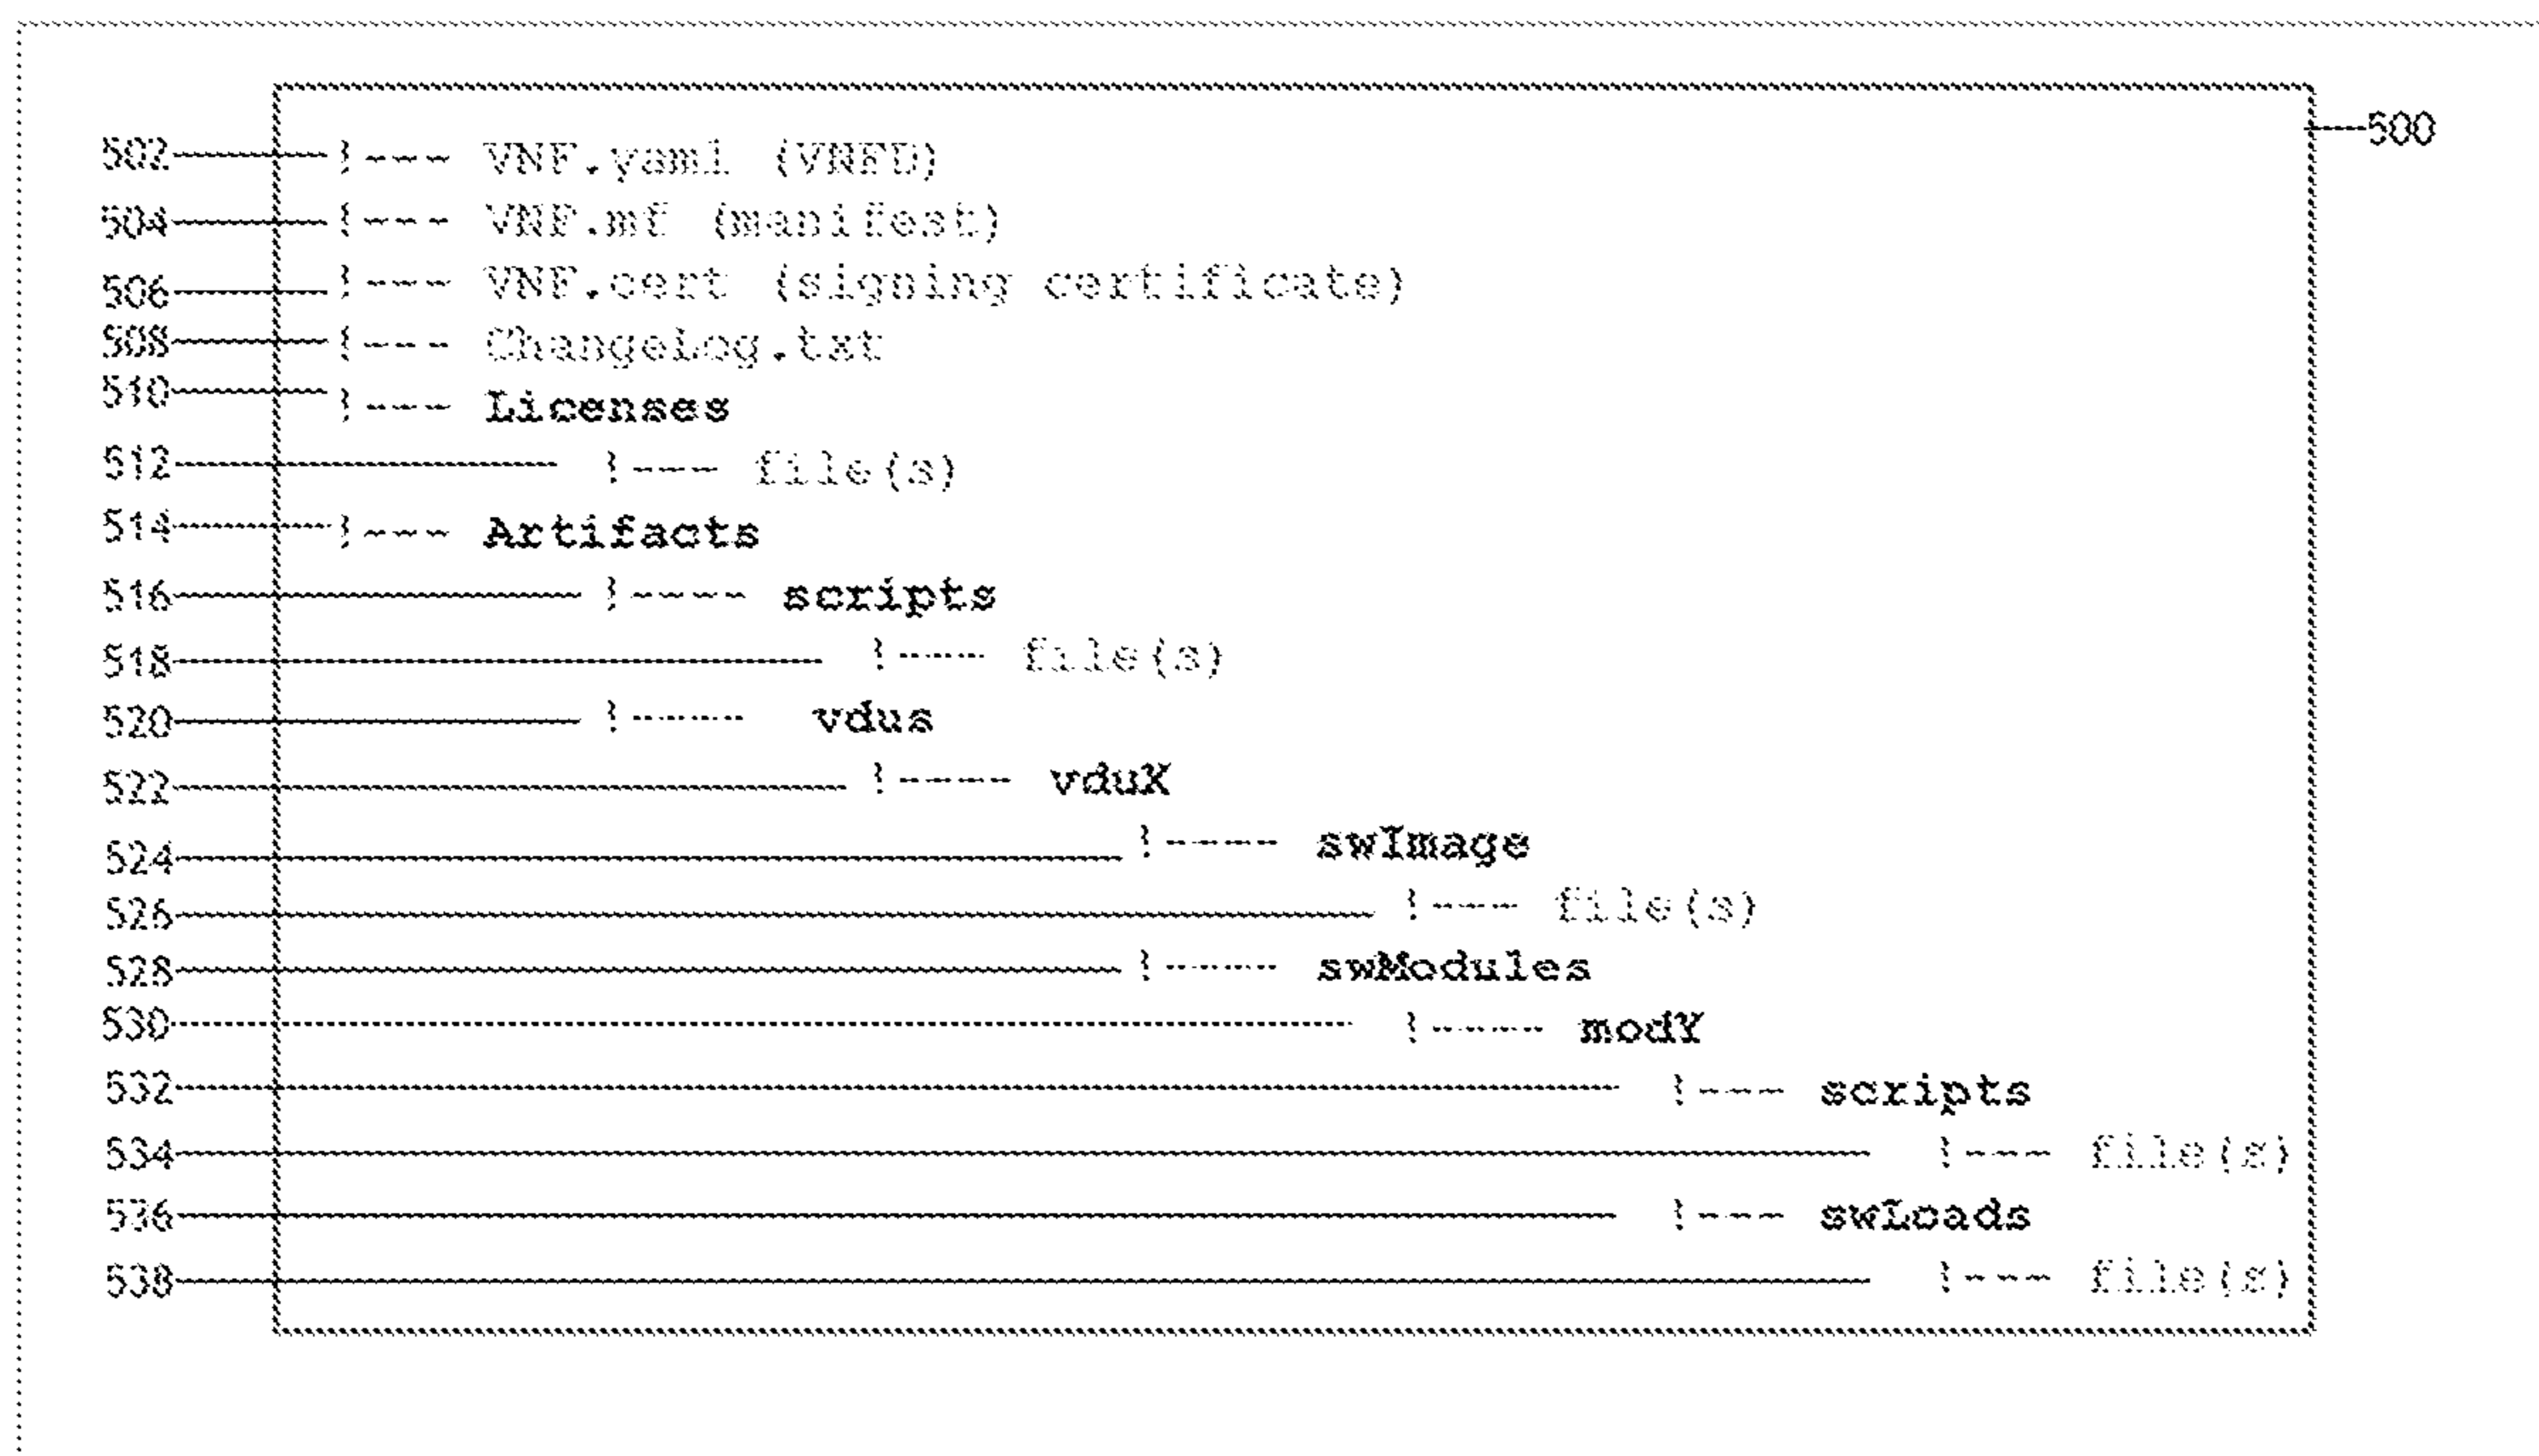 500
502 |--- VNF.yaml (VNFD)
504 |--- VNF.mf (manifest)
506 |--- VNF.cert (signing certificate)
508 |--- ChangeLog.txt
510 |--- Licenses
512 |--- file(s)
514 |--- Artifacts
516 |---- scripts
518 |---- file(s)
520 |---- vdus
522 |---- vduX
524 |---- swImage
526 |--- file(s)
528 |---- swModules
530 |---- modY
532 |--- scripts
534 |--- file(s)
536 |--- swLoads
538 |--- file(s)